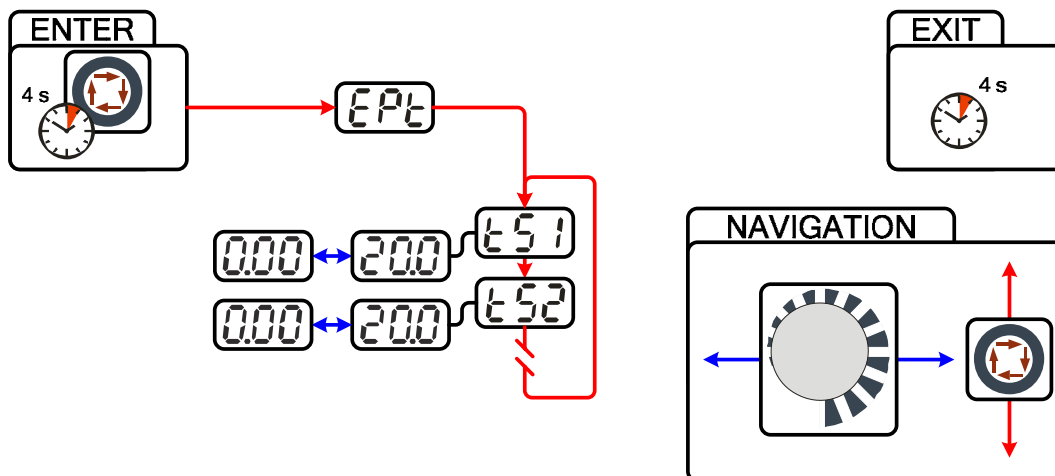 ENTER
EXIT
4 s
4 s
EPt
tS1
0.00
20.0
tS2
0.00
20.0
NAVIGATION